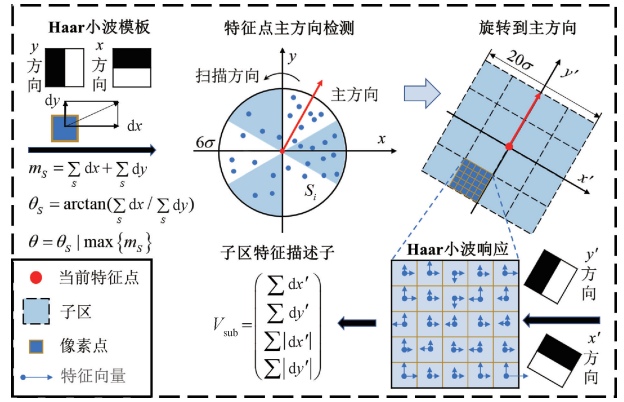 Haar小波模板
y方向
x方向
dy
dx
m_S = ∑_S dx + ∑_S dy
θ_S = arctan(∑_S dx / ∑_S dy)
θ = θ_S | max{m_S}
当前特征点
子区
像素点
特征向量
特征点主方向检测
y
扫描方向
主方向
6σ
x
S_i
子区特征描述子
V_sub = (
∑dx′
∑dy′
∑|dx′|
∑|dy′|
)
旋转到主方向
20σ
y′
x′
Haar小波响应
y′方向
x′方向